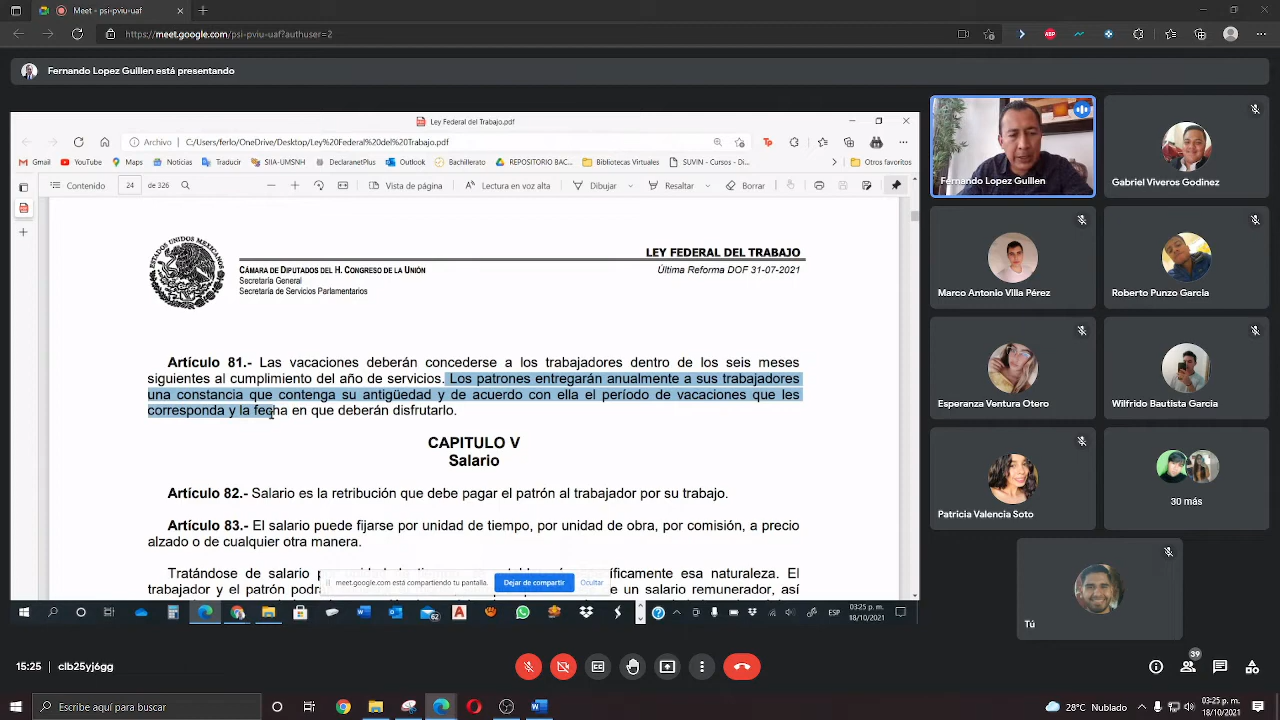 Meet - psi-pviu-uaf
https://meet.google.com/psi-pviu-uaf?authuser=2
ABP
Fernando Lopez Guillen está presentando
Ley Federal del Trabajo.pdf
Archivo
C:/Users/ferlo/OneDrive/Desktop/Ley%20Federal%20del%20Trabajo.pdf
Gmail
YouTube
Maps
Noticias
Traducir
SIIA-UMSNH
DeclaranetPlus
Outlook
Bachillerato
REPOSITORIO BAC...
Bibliotecas Virtuales
SUVIN - Cursos - Di...
Otros favoritos
Contenido
24
de 326
Vista de página
Lectura en voz alta
Dibujar
Resaltar
Borrar
ESTADOS UNIDOS MEXICANOS
LEY FEDERAL DEL TRABAJO
CÁMARA DE DIPUTADOS DEL H. CONGRESO DE LA UNIÓN
Última Reforma DOF 31-07-2021
Secretaría General
Secretaría de Servicios Parlamentarios
Artículo 81.- Las vacaciones deberán concederse a los trabajadores dentro de los seis meses
siguientes al cumplimiento del año de servicios. Los patrones entregarán anualmente a sus trabajadores
una constancia que contenga su antigüedad y de acuerdo con ella el período de vacaciones que les
corresponda y la fecha en que deberán disfrutarlo.
CAPITULO V
Salario
Artículo 82.- Salario es la retribución que debe pagar el patrón al trabajador por su trabajo.
Artículo 83.- El salario puede fijarse por unidad de tiempo, por unidad de obra, por comisión, a precio
alzado o de cualquier otra manera.
Tratándose de salario
íficamente esa naturaleza. El
meet.google.com está compartiendo tu pantalla.
Dejar de compartir
Ocultar
trabajador y el patrón podr
e un salario remunerador, así
62
ESP
03:25 p. m.
18/10/2021
Fernando Lopez Guillen
Gabriel Viveros Godínez
Marco Antonio Villa Pérez
Roberto Punzo Garcia
Esperanza Ventura Otero
Wilfrido Bautista Garcia
Patricia Valencia Soto
30 más
Tú
15:25
clb25yjégg
39
Escribe aquí para buscar
28°C Nublado
03:25 p. m.
18/10/2021